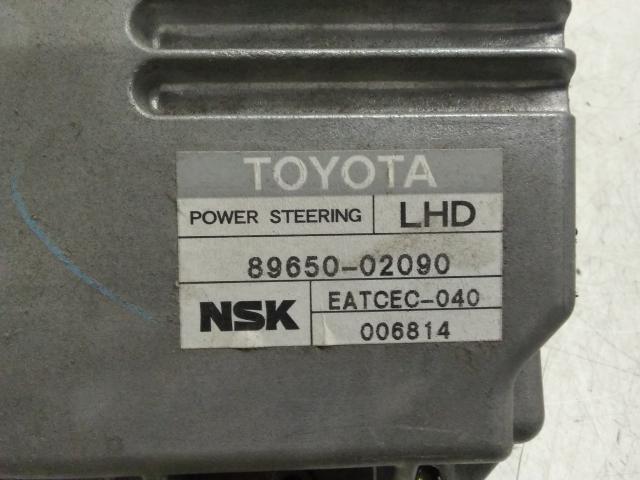 TOYOTA
POWER STEERING LHD
89650-02090
NSK EATCEC-040
006814